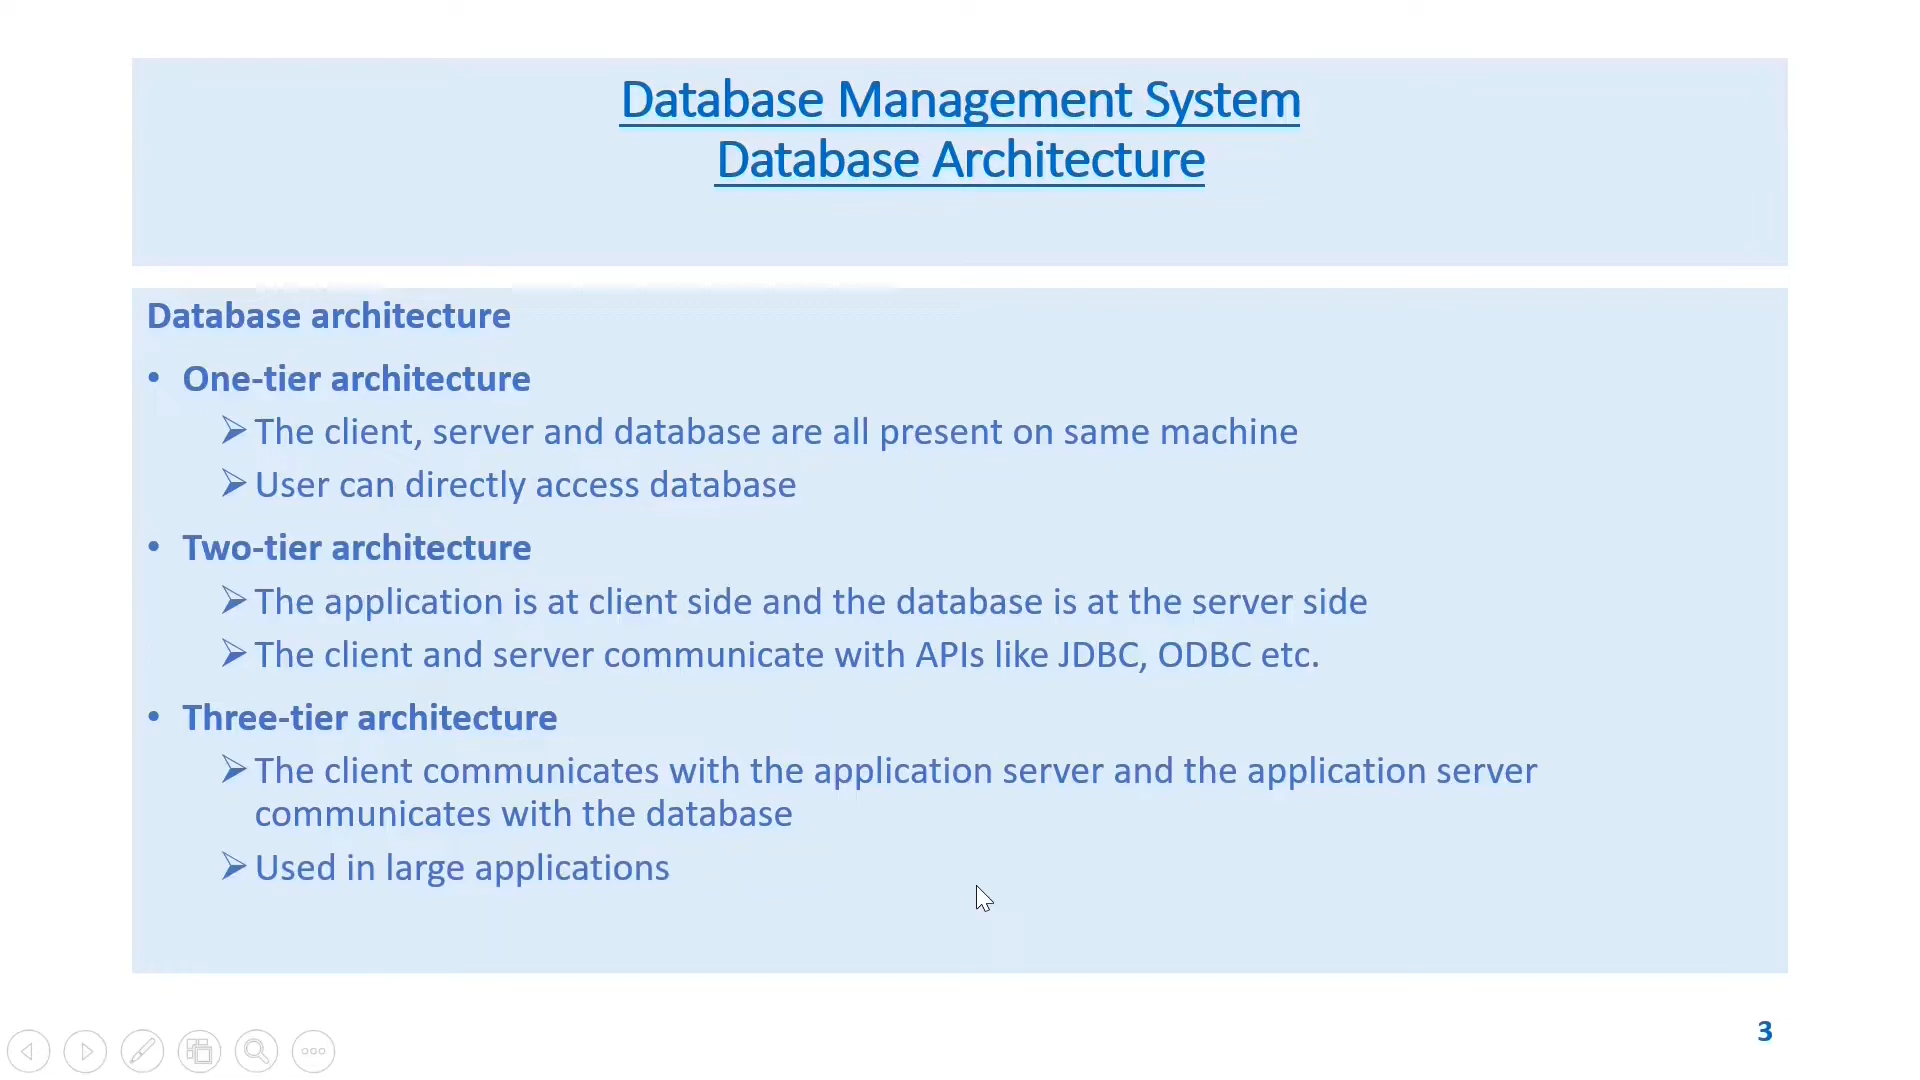 Database Management System
Database Architecture
Database architecture
• One-tier architecture
➢ The client, server and database are all present on same machine
➢ User can directly access database
• Two-tier architecture
➢ The application is at client side and the database is at the server side
➢ The client and server communicate with APIs like JDBC, ODBC etc.
• Three-tier architecture
➢ The client communicates with the application server and the application server
communicates with the database
➢ Used in large applications
3